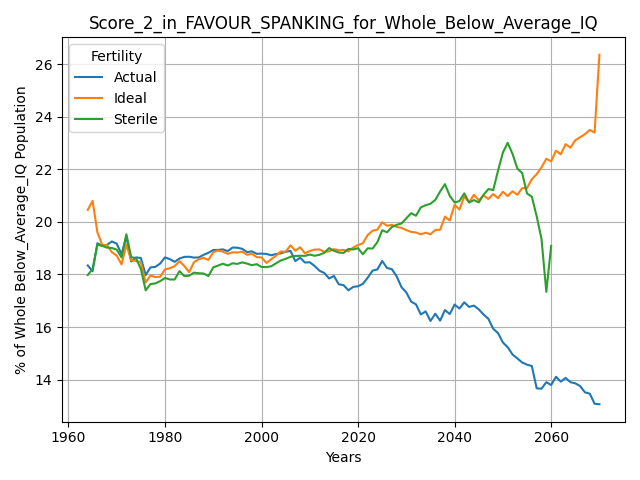 Score_2_in_FAVOUR_SPANKING_for_Whole_Below_Average_IQ
Fertility
Actual
Ideal
Sterile
% of Whole Below_Average_IQ Population
26
24
22
20
18
16
14
1960
1980
2000
2020
2040
2060
Years